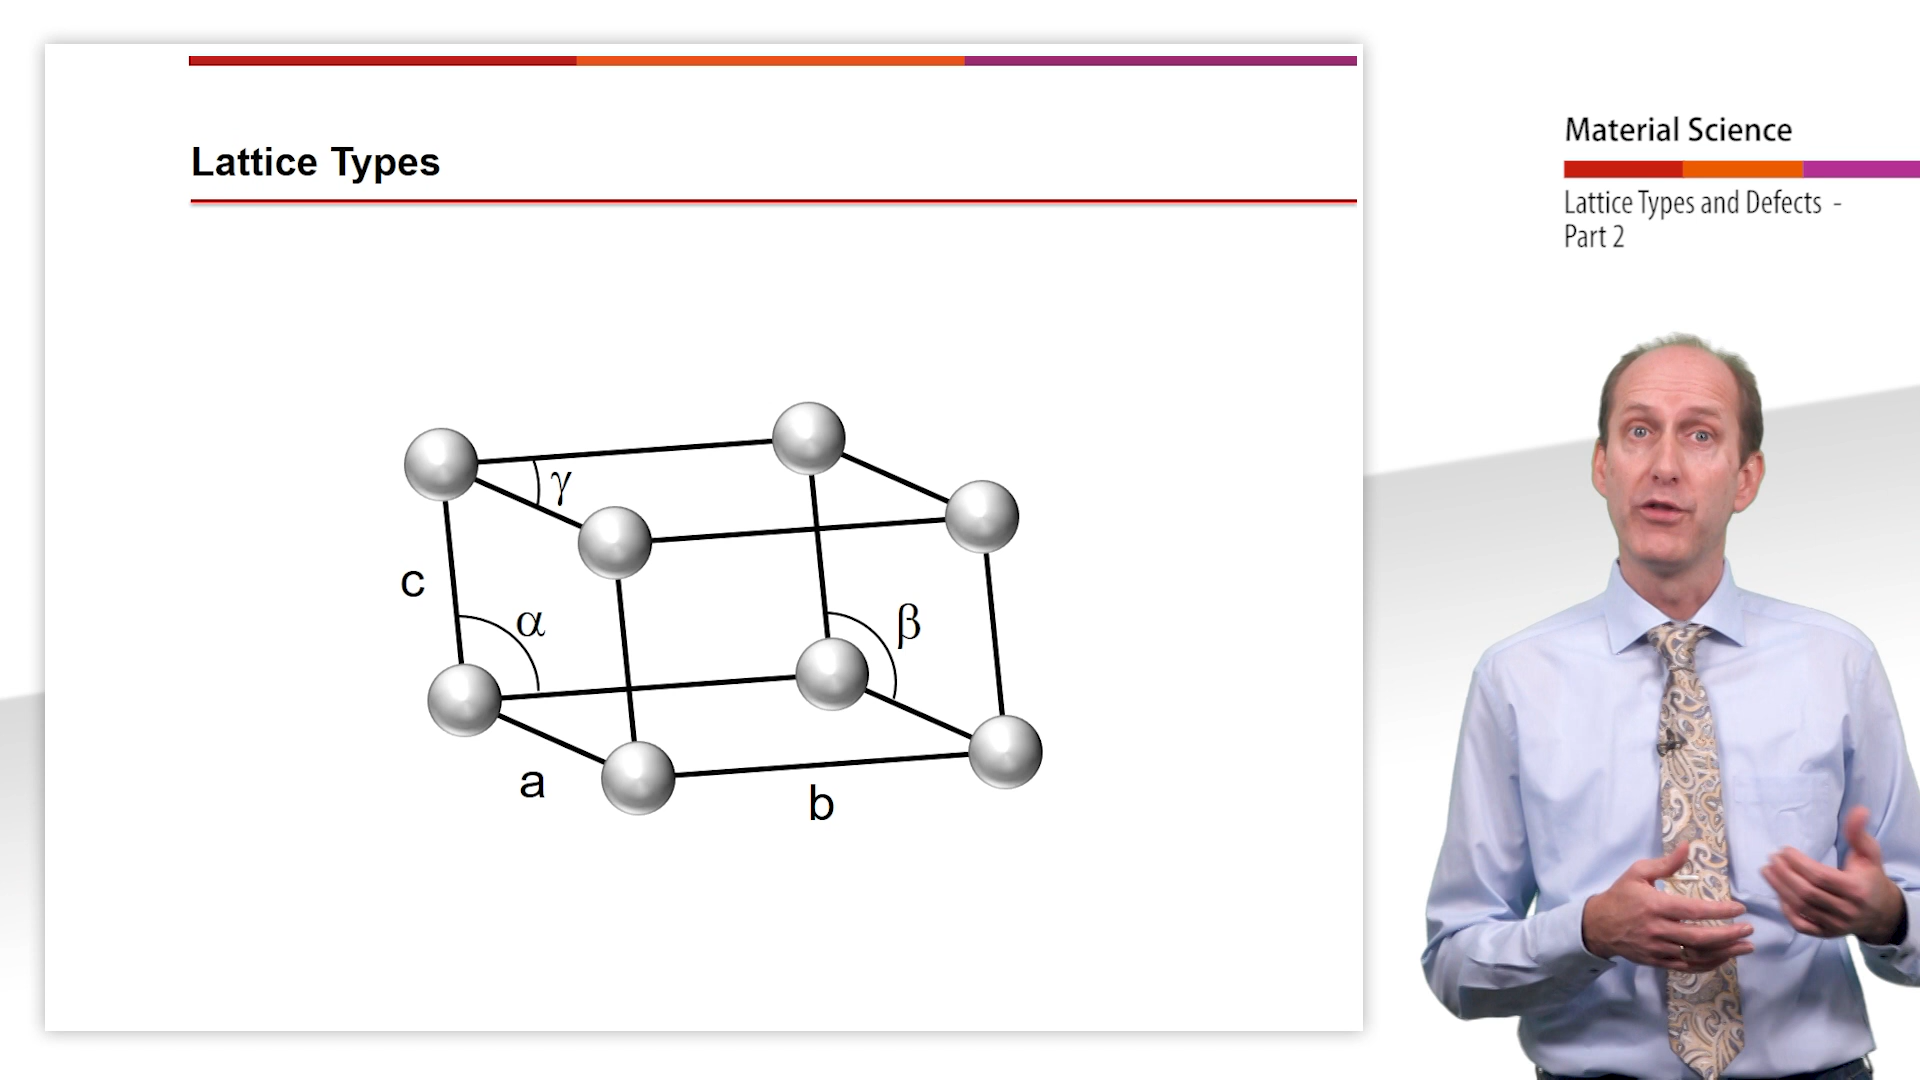 Lattice Types
γ
c
α
β
a
b
Material Science
Lattice Types and Defects -
Part 2